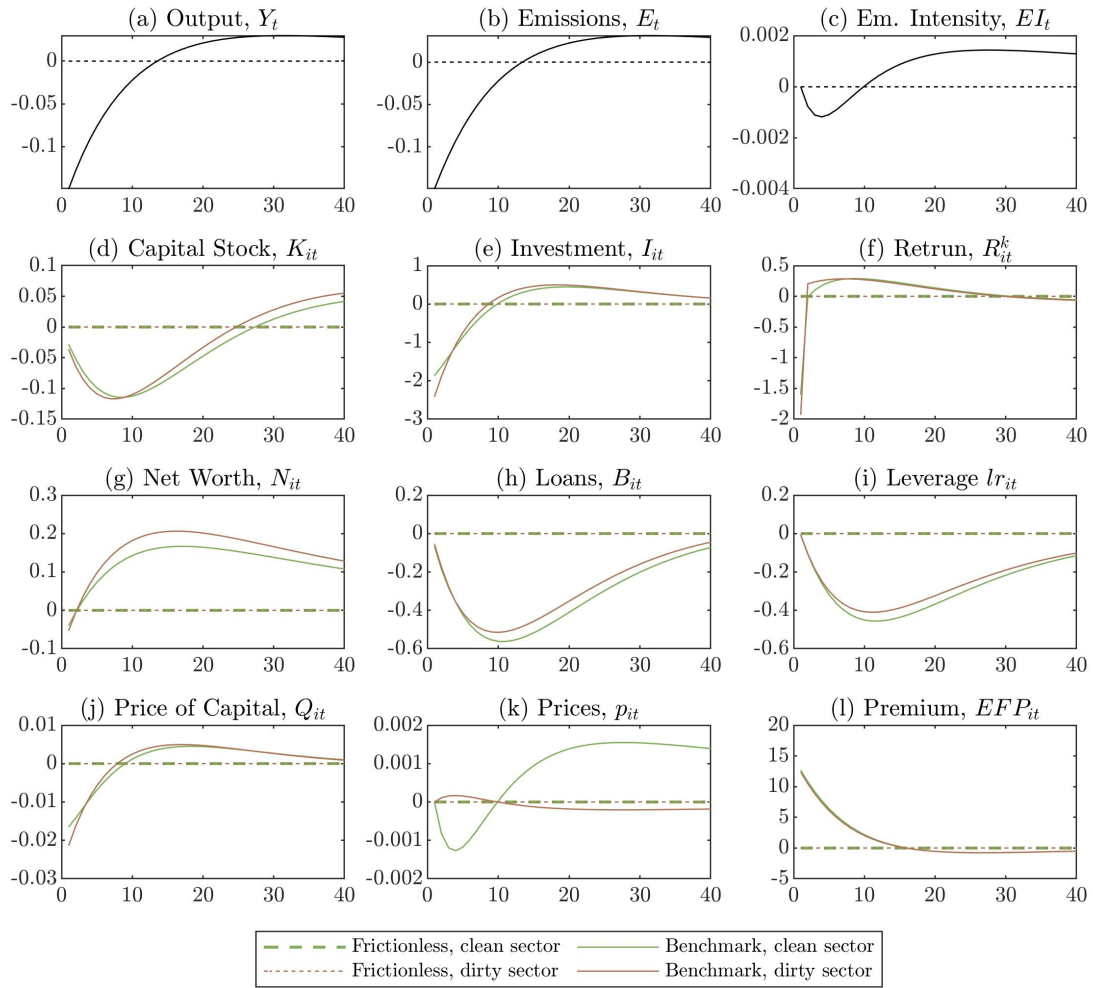 (a) Output, Y_t
(b) Emissions, E_t
(c) Em. Intensity, EI_t
0
-0.05
-0.1
0 10 20 30 40
0
-0.05
-0.1
0 10 20 30 40
0.002
0
-0.002
-0.004
0 10 20 30 40
(d) Capital Stock, K_it
(e) Investment, I_it
(f) Retrun, R^k_it
0.1
0.05
0
-0.05
-0.1
-0.15
0 10 20 30 40
1
0
-1
-2
-3
0 10 20 30 40
0.5
0
-0.5
-1
-1.5
-2
0 10 20 30 40
(g) Net Worth, N_it
(h) Loans, B_it
(i) Leverage lr_it
0.3
0.2
0.1
0
-0.1
0 10 20 30 40
0.2
0
-0.2
-0.4
-0.6
0 10 20 30 40
0.2
0
-0.2
-0.4
-0.6
0 10 20 30 40
(j) Price of Capital, Q_it
(k) Prices, p_it
(l) Premium, EFP_it
0.01
0
-0.01
-0.02
-0.03
0 10 20 30 40
0.002
0.001
0
-0.001
-0.002
0 10 20 30 40
20
15
10
5
0
-5
0 10 20 30 40
Frictionless, clean sector
Benchmark, clean sector
Frictionless, dirty sector
Benchmark, dirty sector